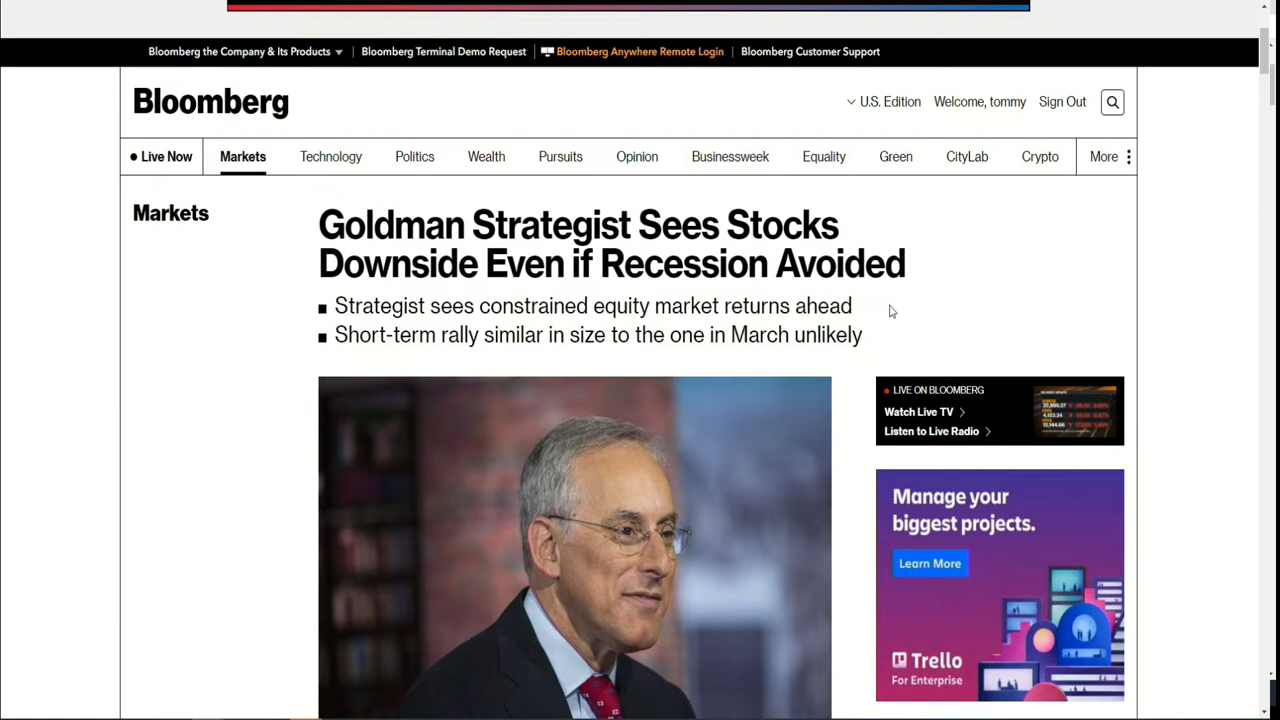 Bloomberg the Company & Its Products
Bloomberg Terminal Demo Request
Bloomberg Anywhere Remote Login
Bloomberg Customer Support
Bloomberg
U.S. Edition
Welcome, tommy
Sign Out
Live Now
Markets
Technology
Politics
Wealth
Pursuits
Opinion
Businessweek
Equality
Green
CityLab
Crypto
More
Markets
Goldman Strategist Sees Stocks
Downside Even if Recession Avoided
Strategist sees constrained equity market returns ahead
Short-term rally similar in size to the one in March unlikely
LIVE ON BLOOMBERG
Watch Live TV
Listen to Live Radio
Manage your
biggest projects.
Learn More
Trello
For Enterprise